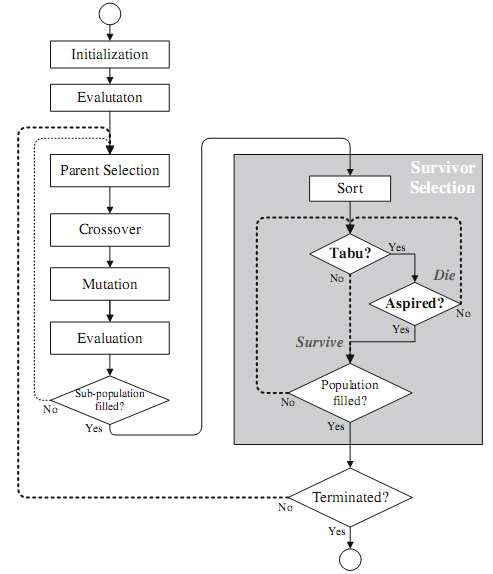 Initialization
Evalutaton
Parent Selection
Crossover
Mutation
Evaluation
Sub-population
filled?
No
Yes
Survivor
Selection
Sort
Tabu?
Yes
No
Die
Aspired?
No
Yes
Survive
Population
filled?
No
Yes
Terminated?
No
Yes